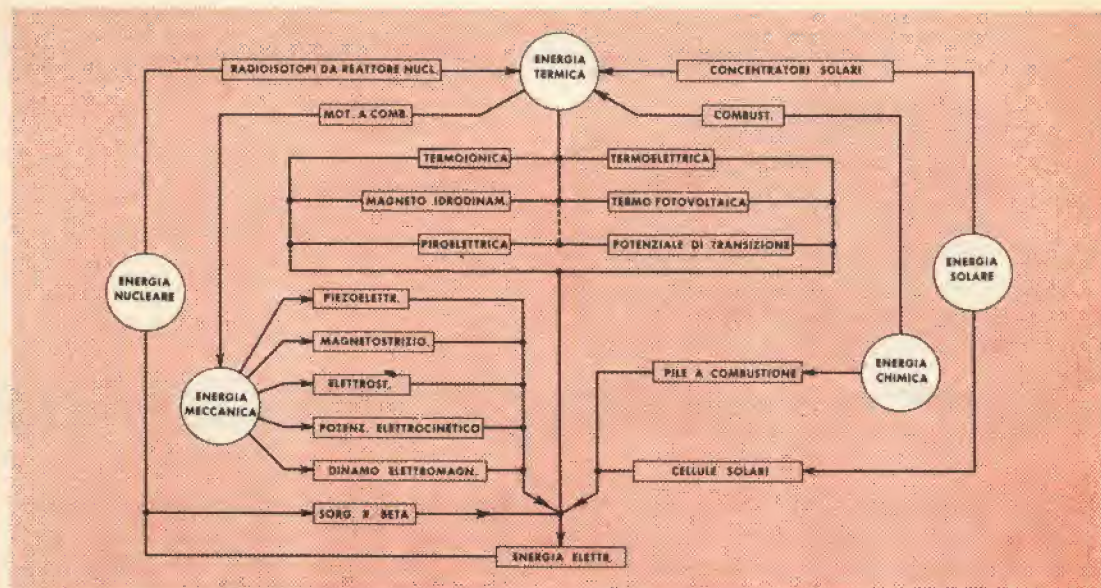 ENERGIA
TERMICA
RADIOISOTOPI DA REATTORE NUCL.
CONCENTRATORI SOLARI
MOT. A COMB.
COMBUST.
TERMOIONICA
TERMOELETTRICA
MAGNETO IDRODINAM.
TERMO FOTOVOLTAICA
PIROELETTRICA
POTENZIALE DI TRANSIZIONE
ENERGIA
NUCLEARE
ENERGIA
SOLARE
PIEZOELETTR.
MAGNETOSTRIZIO.
ELETTROST.
POTENZ. ELETTROCINETICO
DINAMO ELETTROMAGN.
ENERGIA
MECCANICA
PILE A COMBUSTIONE
ENERGIA
CHIMICA
CELLULE SOLARI
SORG. R. BETA
ENERGIA ELETTR.